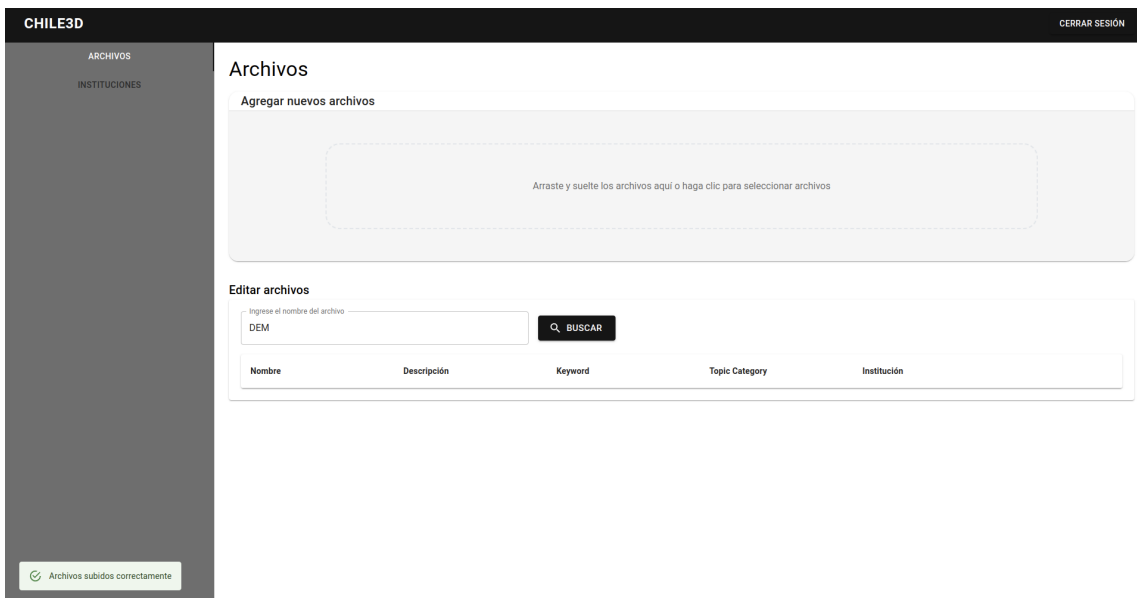 CHILE3D
CERRAR SESIÓN
ARCHIVOS
INSTITUCIONES
Archivos
Agregar nuevos archivos
Arraste y suelte los archivos aquí o haga clic para seleccionar archivos
Editar archivos
Ingrese el nombre del archivo
DEM
BUSCAR
Nombre Descripción Keyword Topic Category Institución
Archivos subidos correctamente